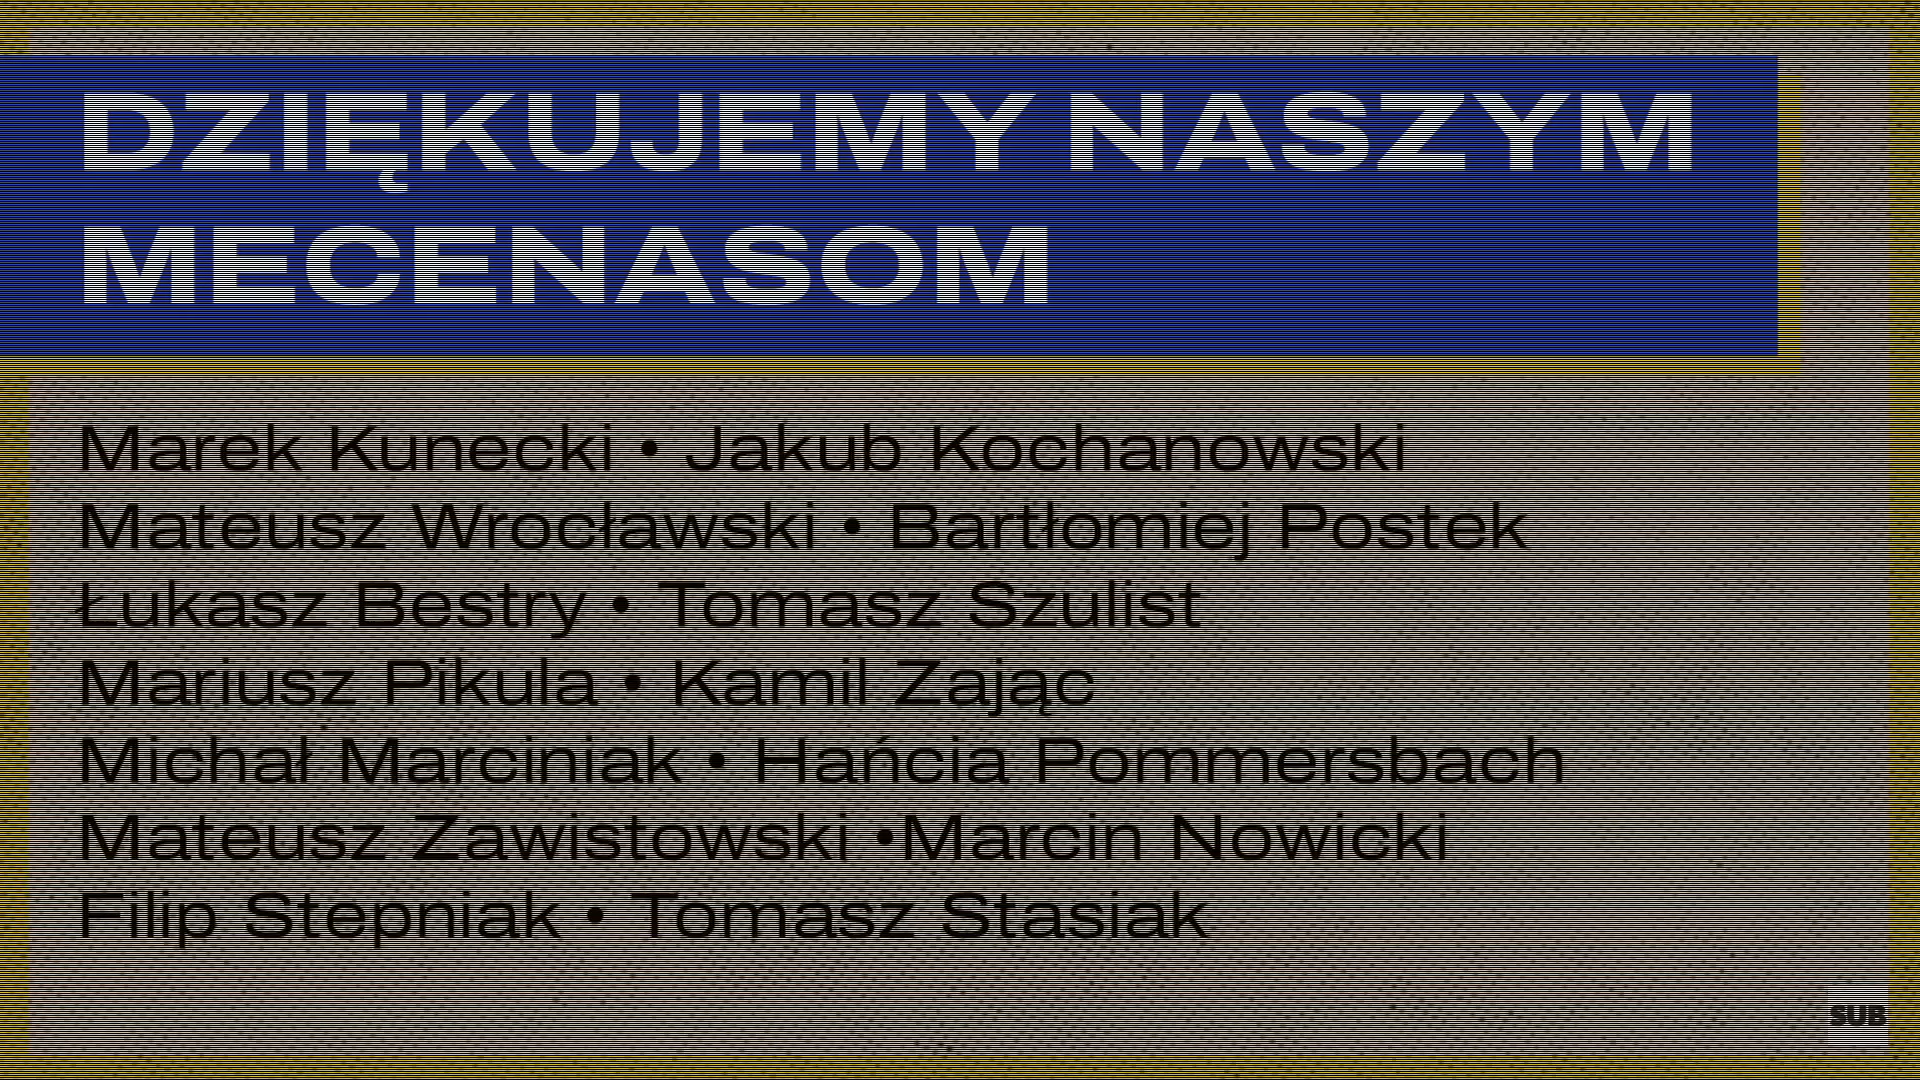 DZIĘKUJEMY NASZYM
MECENASOM
Marek Kunecki • Jakub Kochanowski
Mateusz Wrocławski • Bartłomiej Postek
Łukasz Bestry • Tomasz Szulist
Mariusz Pikula • Kamil Zając
Michał Marciniak • Hańcia Pommersbach
Mateusz Zawistowski •Marcin Nowicki
Filip Stepniak • Tomasz Stasiak
SUB